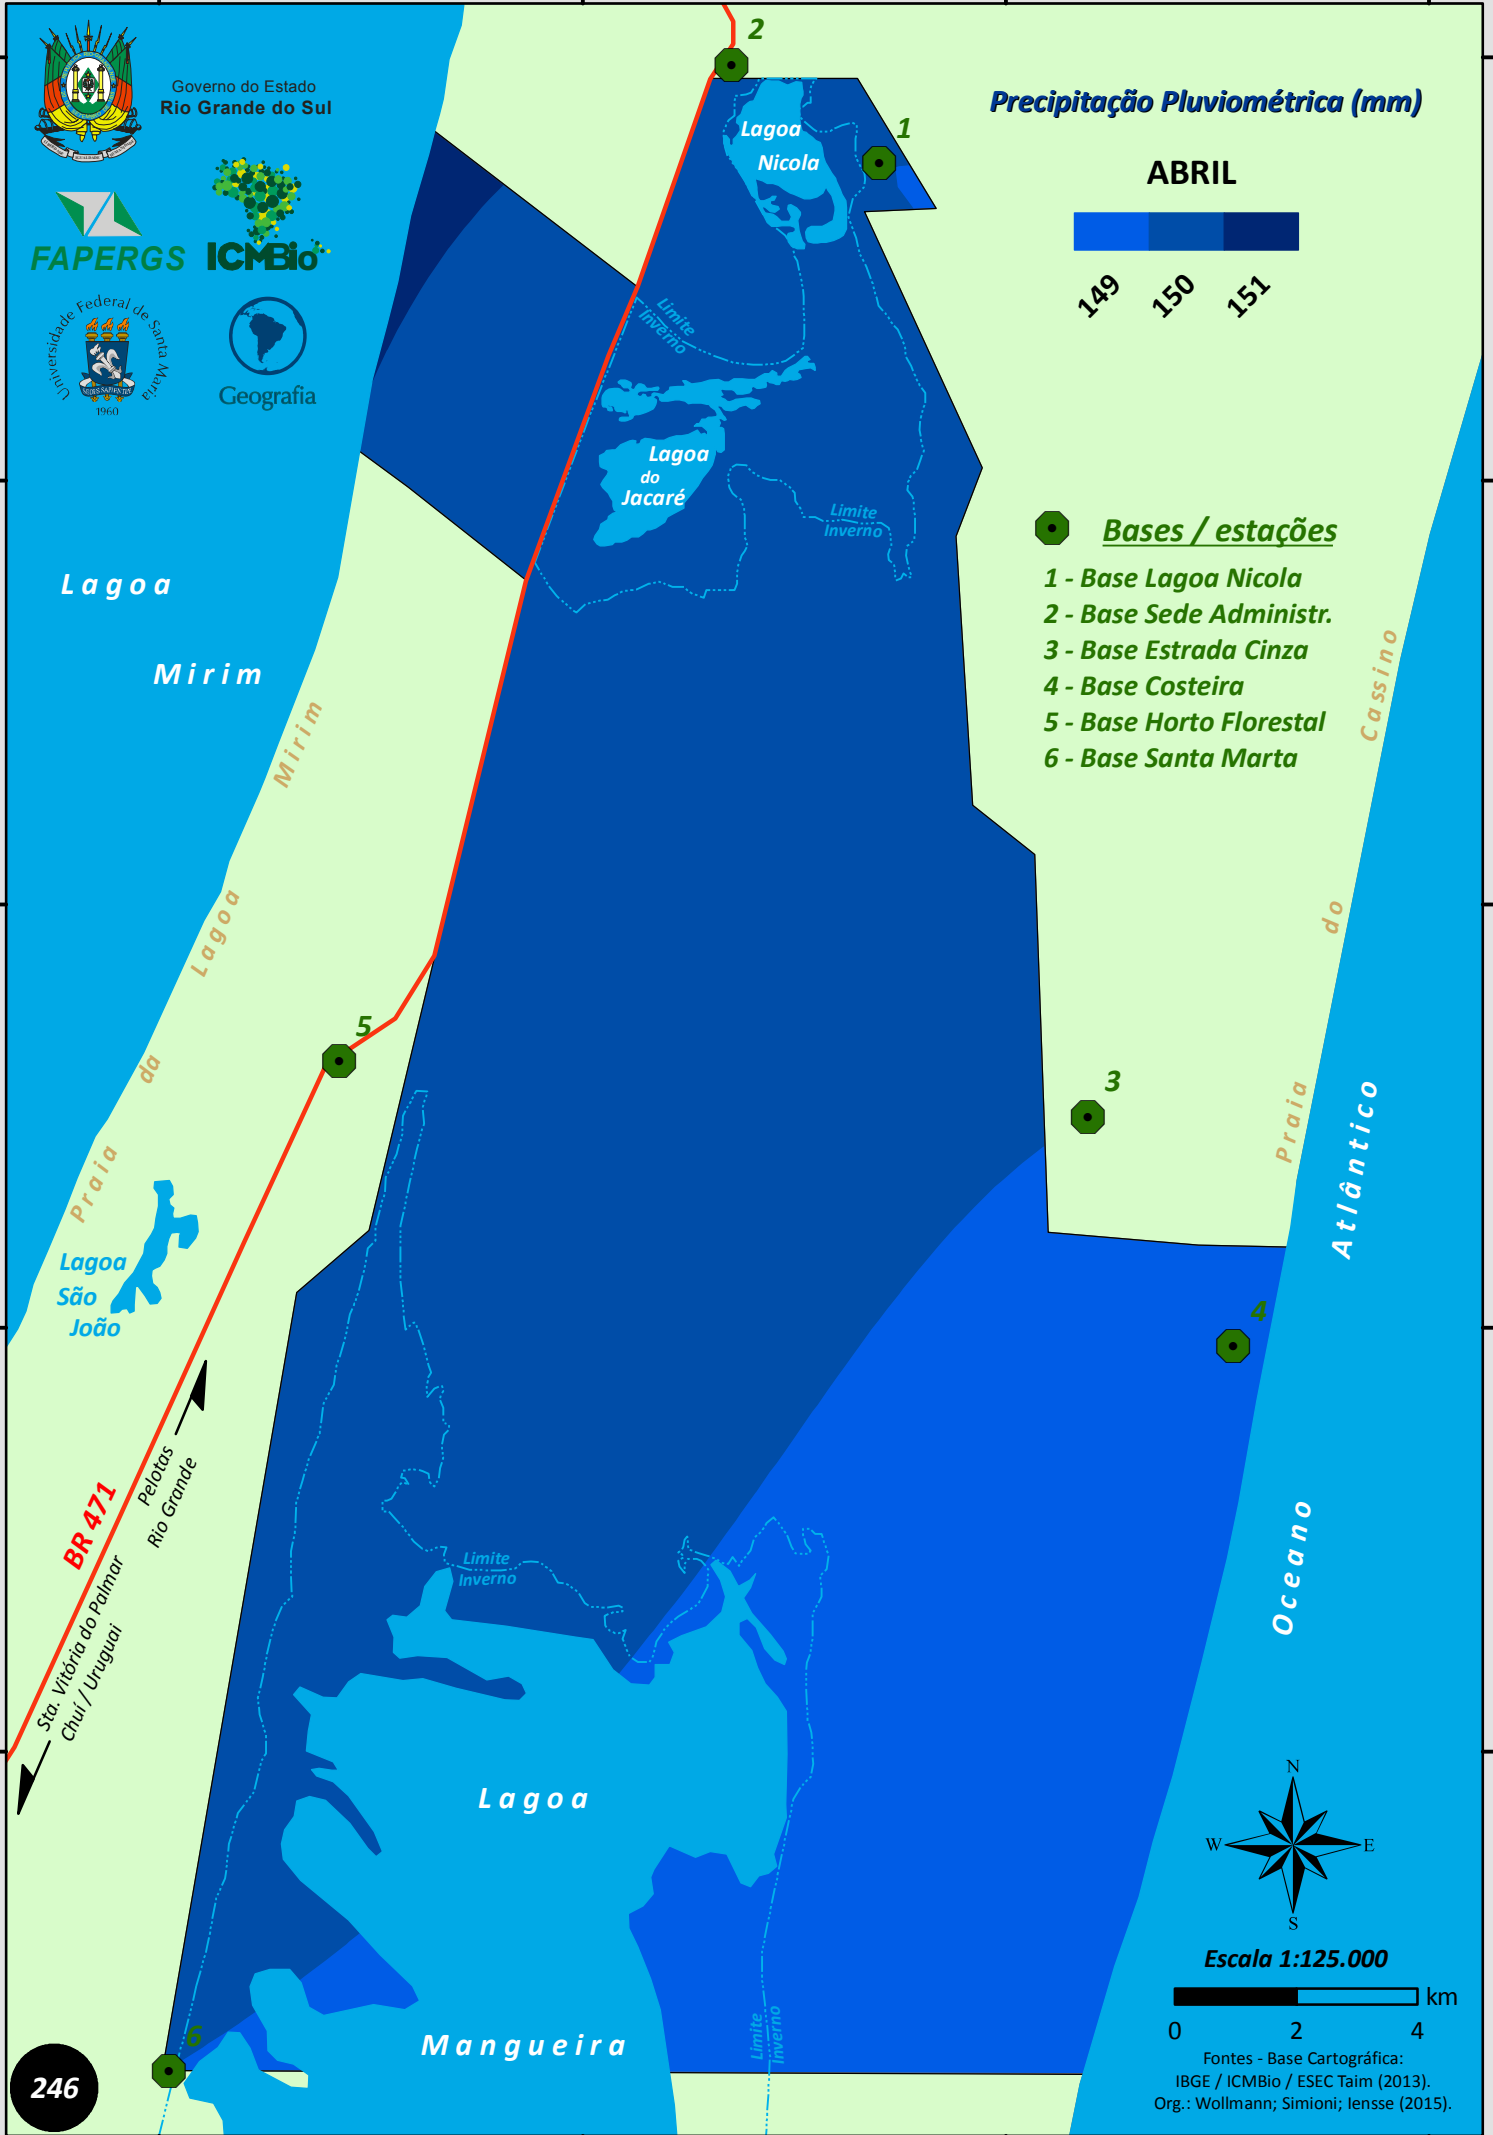 Governo do Estado
Rio Grande do Sul
FAPERGS
ICMBio
Universidade Federal de Santa Maria
1960
Geografia
Precipitação Pluviométrica (mm)
ABRIL
149
150
151
2
1
Lagoa
Nicola
Limite
Inverno
Lagoa
do
Jacaré
Limite
Inverno
Bases / estações
1 - Base Lagoa Nicola
2 - Base Sede Administr.
3 - Base Estrada Cinza
4 - Base Costeira
5 - Base Horto Florestal
6 - Base Santa Marta
Lagoa
Mirim
Praia da Lagoa Mirim
Praia do Cassino
5
3
4
Lagoa
São
João
Oceano Atlântico
BR 471
Pelotas
Rio Grande
Sta. Vitória do Palmar
Chuí / Uruguai
Limite
Inverno
Lagoa
Mangueira
Limite
Inverno
6
N
W
E
S
Escala 1:125.000
km
0 2 4
Fontes - Base Cartográfica:
IBGE / ICMBio / ESEC Taim (2013).
Org.: Wollmann; Simioni; Iensse (2015).
246